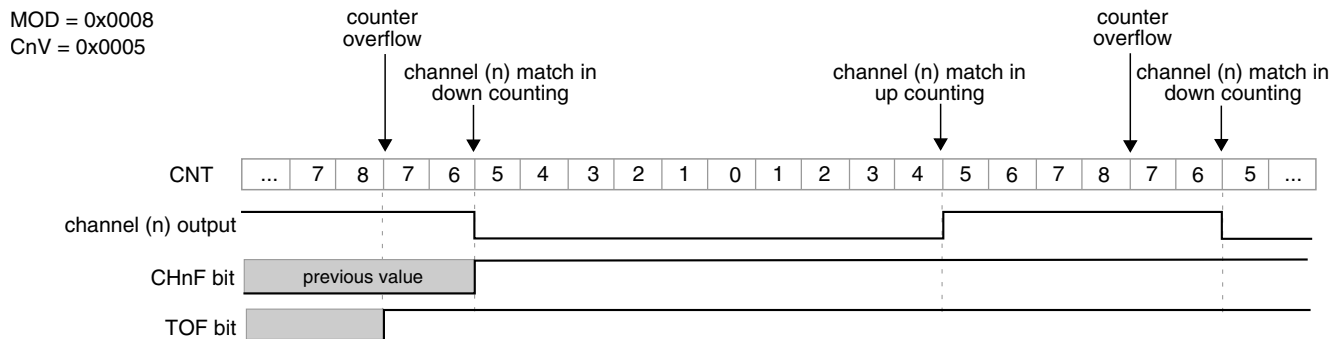 MOD = 0x0008
CnV = 0x0005
counter
overflow
channel (n) match in
down counting
channel (n) match in
up counting
counter
overflow
channel (n) match in
down counting
CNT ... 7 8 7 6 5 4 3 2 1 0 1 2 3 4 5 6 7 8 7 6 5 ...
channel (n) output
CHnF bit previous value
TOF bit